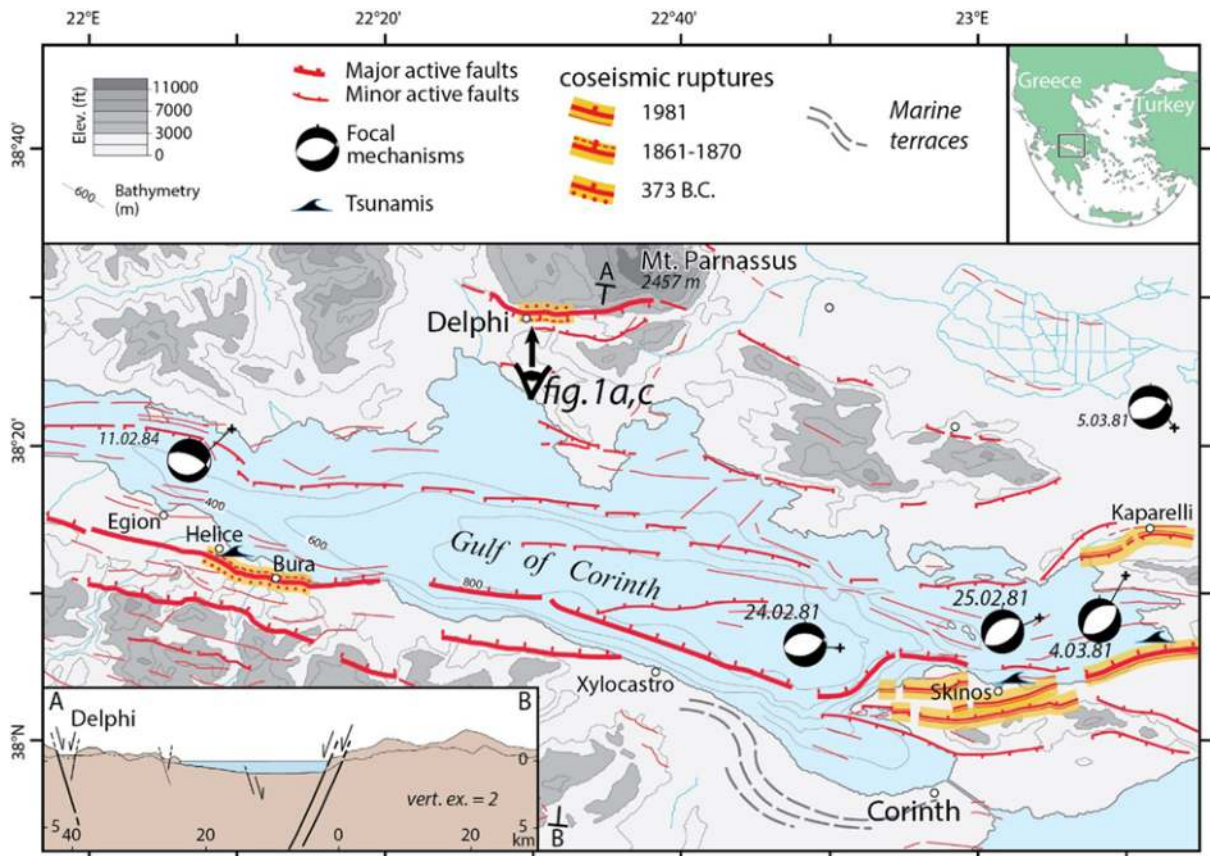 22°E
22°20'
22°40'
23°E
38°40'
38°20'
38°N
Elev. (ft)
11000
7000
3000
0
600
Bathymetry
(m)
Major active faults
Minor active faults
Focal
mechanisms
Tsunamis
coseismic ruptures
1981
1861-1870
373 B.C.
Marine
terraces
Greece
Turkey
A
Mt. Parnassus
2457 m
Delphi
fig.1a,c
11.02.84
5.03.81
400
Egion
Helice
600
Bura
Kaparelli
Gulf of Corinth
800
24.02.81
25.02.81
4.03.81
Xylocastro
Skinos
Corinth
A
B
Delphi
0
vert. ex. = 2
5
40
20
0
20
5
km
B